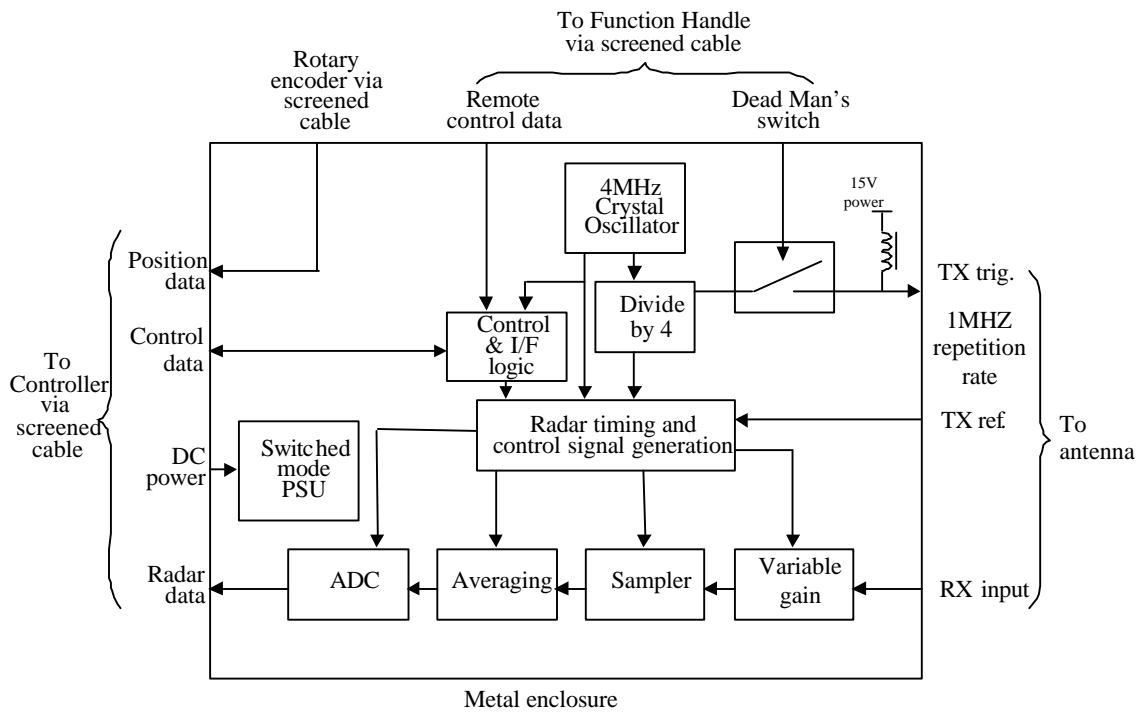 To Function Handle
via screened cable
Rotary
encoder via
screened
cable
Remote
control data
Dead Man's
switch
4MHz
Crystal
Oscillator
15V
power
Position
data
TX trig.
Divide
by 4
Control
& I/F
logic
1MHZ
repetition
rate
Control
data
To
Controller
via
screened
cable
Radar timing and
control signal generation
TX ref.
To
antenna
DC
power
Switched
mode
PSU
Radar
data
ADC
Averaging
Sampler
Variable
gain
RX input
Metal enclosure